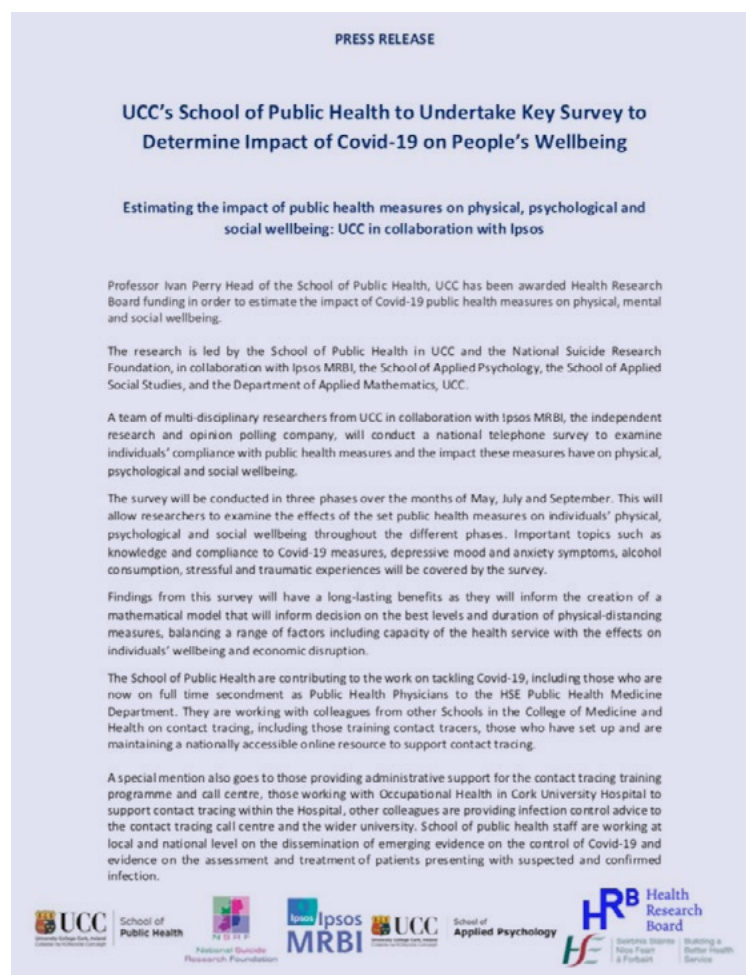 PRESS RELEASE
UCC's School of Public Health to Undertake Key Survey to
Determine Impact of Covid-19 on People's Wellbeing
Estimating the impact of public health measures on physical, psychological and
social wellbeing: UCC in collaboration with Ipsos
Professor Ivan Perry Head of the School of Public Health, UCC has been awarded Health Research
Board funding in order to estimate the impact of Covid-19 public health measures on physical, mental
and social wellbeing.
The research is led by the School of Public Health in UCC and the National Suicide Research
Foundation, in collaboration with Ipsos MRBI, the School of Applied Psychology, the School of Applied
Social Studies, and the Department of Applied Mathematics, UCC.
A team of multi-disciplinary researchers from UCC in collaboration with Ipsos MRBI, the independent
research and opinion polling company, will conduct a national telephone survey to examine
individuals' compliance with public health measures and the impact these measures have on physical,
psychological and social wellbeing.
The survey will be conducted in three phases over the months of May, July and September. This will
allow researchers to examine the effects of the set public health measures on individuals' physical,
psychological and social wellbeing throughout the different phases. Important topics such as
knowledge and compliance to Covid-19 measures, depressive mood and anxiety symptoms, alcohol
consumption, stressful and traumatic experiences will be covered by the survey.
Findings from this survey will have a long-lasting benefits as they will inform the creation of a
mathematical model that will inform decision on the best levels and duration of physical-distancing
measures, balancing a range of factors including capacity of the health service with the effects on
individuals' wellbeing and economic disruption.
The School of Public Health are contributing to the work on tackling Covid-19, including those who are
now on full time secondment as Public Health Physicians to the HSE Public Health Medicine
Department. They are working with colleagues from other Schools in the College of Medicine and
Health on contact tracing, including those training contact tracers, those who have set up and are
maintaining a nationally accessible online resource to support contact tracing.
A special mention also goes to those providing administrative support for the contact tracing training
programme and call centre, those working with Occupational Health in Cork University Hospital to
support contact tracing within the Hospital, other colleagues are providing infection control advice to
the contact tracing call centre and the wider university. School of public health staff are working at
local and national level on the dissemination of emerging evidence on the control of Covid-19 and
evidence on the assessment and treatment of patients presenting with suspected and confirmed
infection.
UCC
University College Cork, Ireland
School of
Public Health
NSRF
National Suicide
Research Foundation
Ipsos
Ipsos
MRBI
UCC
University College Cork, Ireland
School of
Applied Psychology
HRB
Health
Research
Board
Building a
Better Health
Service